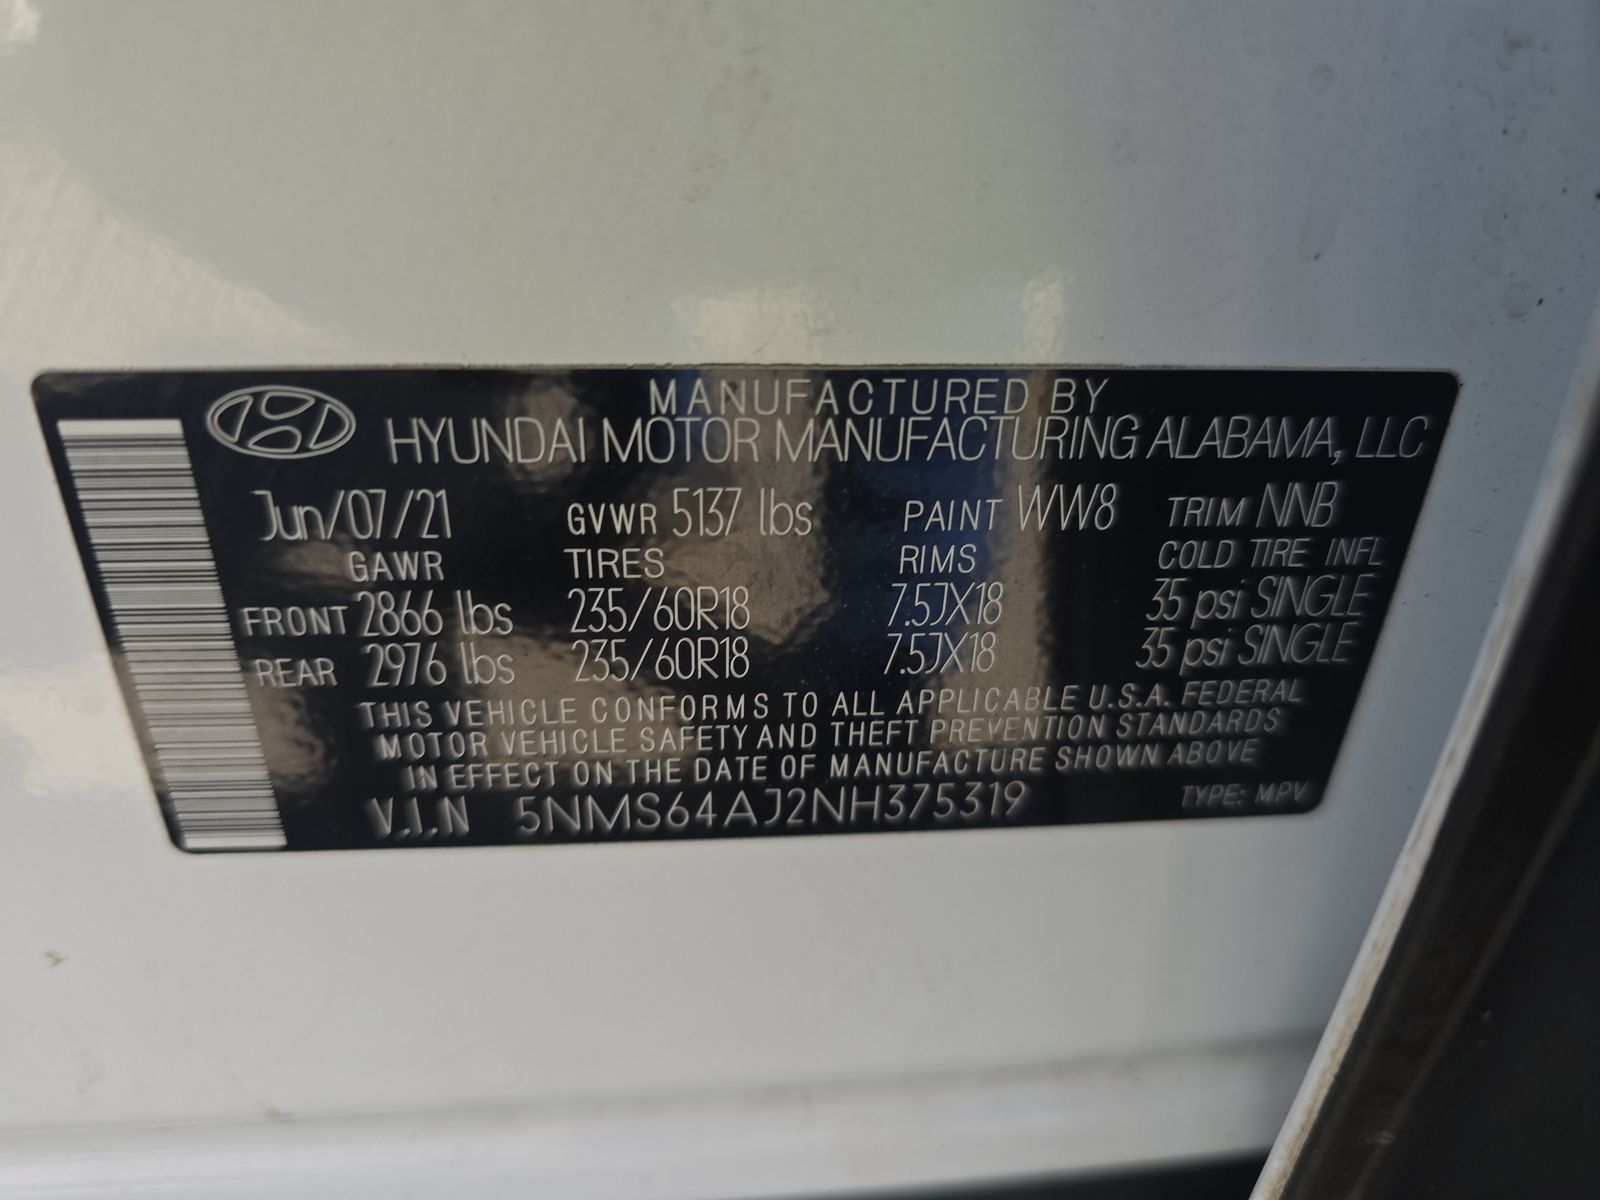 MANUFACTURED BY
HYUNDAI MOTOR MANUFACTURING ALABAMA, LLC
Jun/07/21 GVWR 5137 lbs PAINT WW8 TRIM NNB
GAWR TIRES RIMS COLD TIRE INFL
FRONT 2866 lbs 235/60R18 7.5JX18 35 psi SINGLE
REAR 2976 lbs 235/60R18 7.5JX18 35 psi SINGLE
THIS VEHICLE CONFORMS TO ALL APPLICABLE U.S.A. FEDERAL
MOTOR VEHICLE SAFETY AND THEFT PREVENTION STANDARDS
IN EFFECT ON THE DATE OF MANUFACTURE SHOWN ABOVE
V.I.N 5NMS64AJ2NH375319 TYPE: MPV